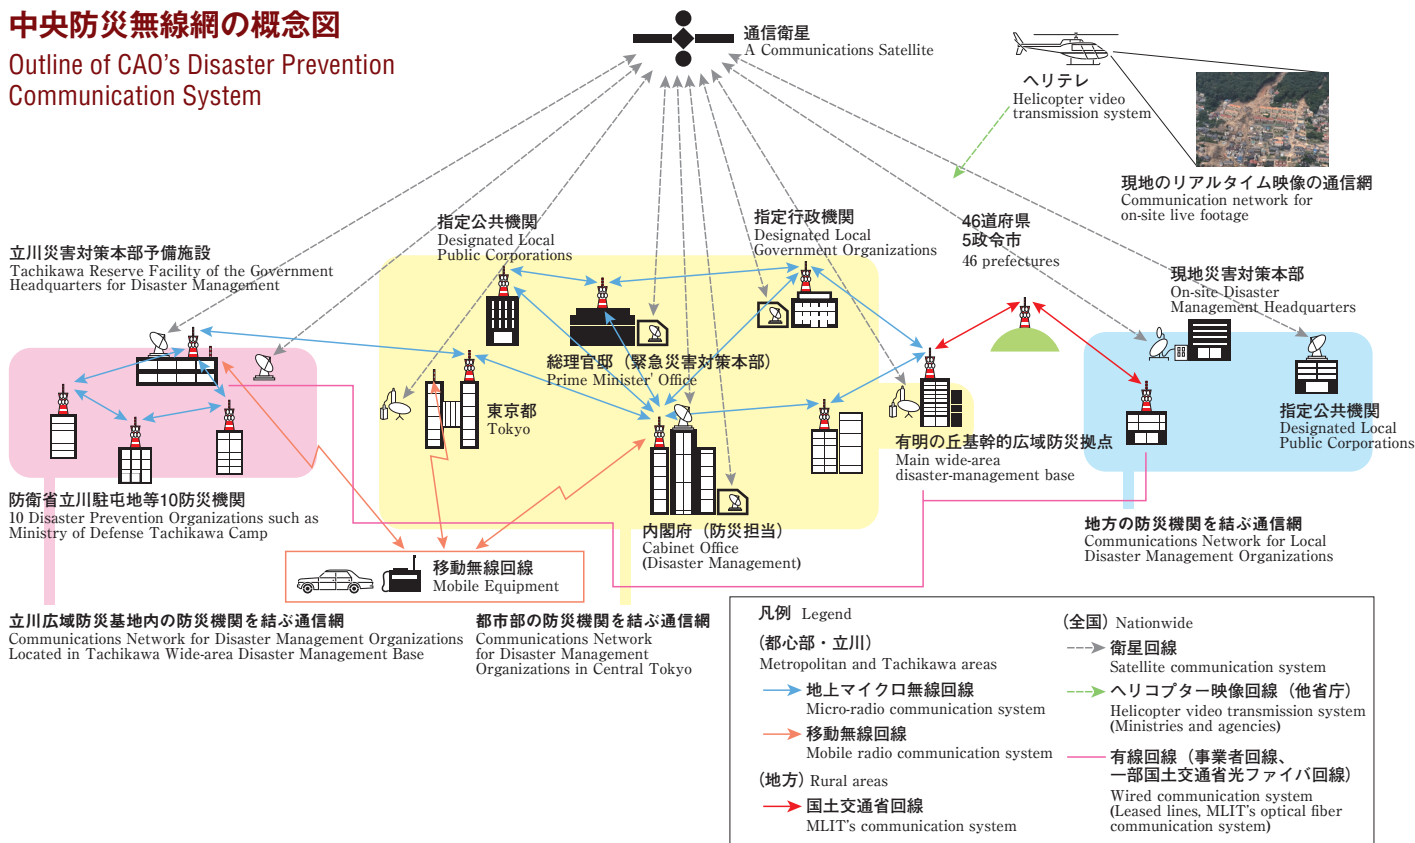 中央防災無線網の概念図
Outline of CAO's Disaster Prevention
Communication System
通信衛星
A Communications Satellite
ヘリテレ
Helicopter video
transmission system
現地のリアルタイム映像の通信網
Communication network for
on-site live footage
立川災害対策本部予備施設
Tachikawa Reserve Facility of the Government
Headquarters for Disaster Management
指定公共機関
Designated Local
Public Corporations
指定行政機関
Designated Local
Government Organizations
46道府県
5政令市
46 prefectures
現地災害対策本部
On-site Disaster
Management Headquarters
総理官邸（緊急災害対策本部）
Prime Minister' Office
東京都
Tokyo
有明の丘基幹的広域防災拠点
Main wide-area
disaster-management base
指定公共機関
Designated Local
Public Corporations
防衛省立川駐屯地等10防災機関
10 Disaster Prevention Organizations such as
Ministry of Defense Tachikawa Camp
内閣府（防災担当）
Cabinet Office
(Disaster Management)
地方の防災機関を結ぶ通信網
Communications Network for Local
Disaster Management Organizations
移動無線回線
Mobile Equipment
立川広域防災基地内の防災機関を結ぶ通信網
Communications Network for Disaster Management Organizations
Located in Tachikawa Wide-area Disaster Management Base
都市部の防災機関を結ぶ通信網
Communications Network
for Disaster Management
Organizations in Central Tokyo
凡例 Legend
(都心部・立川)
Metropolitan and Tachikawa areas
地上マイクロ無線回線
Micro-radio communication system
移動無線回線
Mobile radio communication system
(地方) Rural areas
国土交通省回線
MLIT's communication system
(全国) Nationwide
衛星回線
Satellite communication system
ヘリコプター映像回線（他省庁）
Helicopter video transmission system
(Ministries and agencies)
有線回線（事業者回線、
一部国土交通省光ファイバ回線）
Wired communication system
(Leased lines, MLIT's optical fiber
communication system)